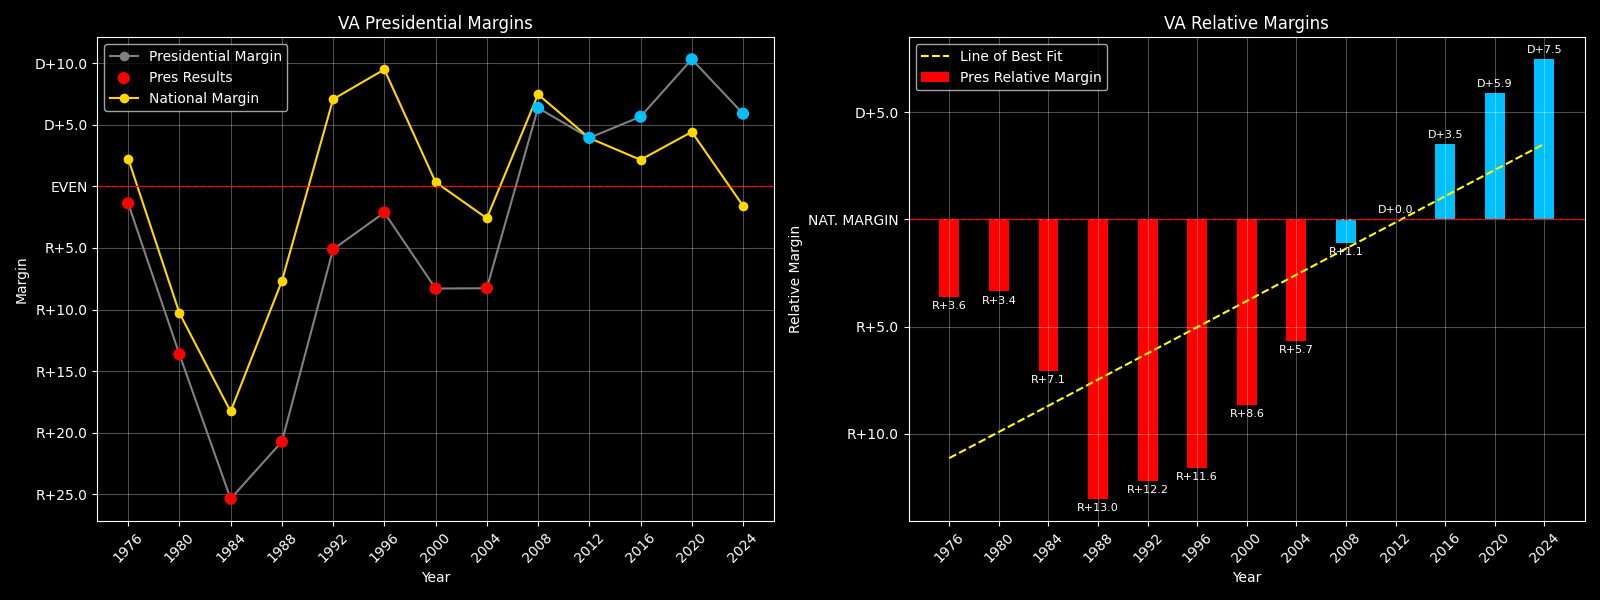 VA Presidential Margins
Presidential Margin
Pres Results
National Margin
D+10.0
D+5.0
EVEN
R+5.0
R+10.0
R+15.0
R+20.0
R+25.0
Margin
1976
1980
1984
1988
1992
1996
2000
2004
2008
2012
2016
2020
2024
Year
VA Relative Margins
Line of Best Fit
Pres Relative Margin
D+5.0
NAT. MARGIN
R+5.0
R+10.0
Relative Margin
R+3.6
R+3.4
R+7.1
R+13.0
R+12.2
R+11.6
R+8.6
R+5.7
R+1.1
D+0.0
D+3.5
D+5.9
D+7.5
1976
1980
1984
1988
1992
1996
2000
2004
2008
2012
2016
2020
2024
Year